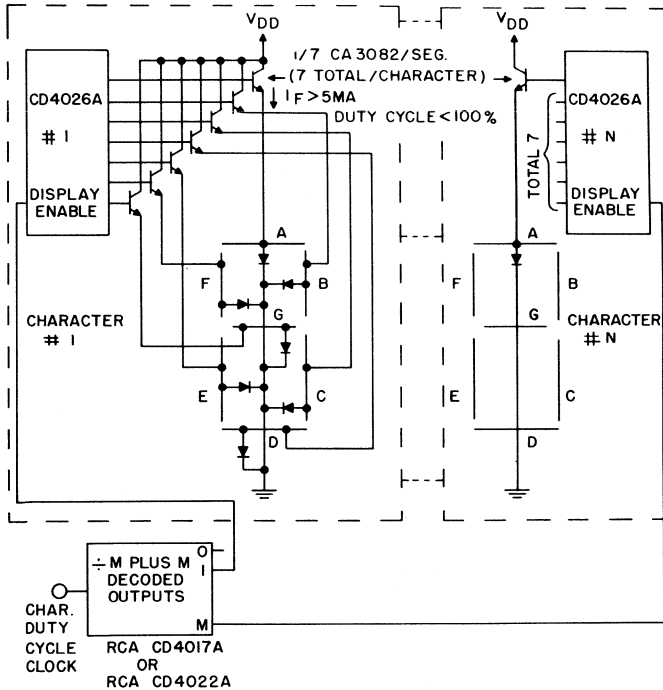 VDD
VDD
1/7 CA3082/SEG.
(7 TOTAL/CHARACTER)
IF>5MA
DUTY CYCLE<100%
CD4026A
#1
DISPLAY
ENABLE
CD4026A
#N
DISPLAY
ENABLE
TOTAL 7
A
F
B
G
E
C
D
CHARACTER
#1
A
F
B
G
E
C
D
CHARACTER
#N
÷M PLUS M
DECODED
OUTPUTS
0
1
M
CHAR.
DUTY
CYCLE
CLOCK
RCA CD4017A
OR
RCA CD4022A